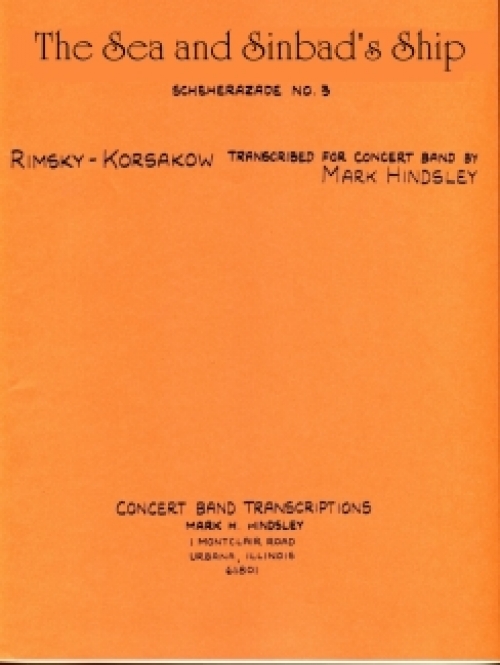 The Sea and Sinbad's Ship
SCHEHERAZADE NO. 3
RIMSKY-KORSAKOW TRANSCRIBED FOR CONCERT BAND BY
MARK HINDSLEY
CONCERT BAND TRANSCRIPTIONS
MARK H. HINDSLEY
1 MONTCLAIR ROAD
URBANA, ILLINOIS
61801